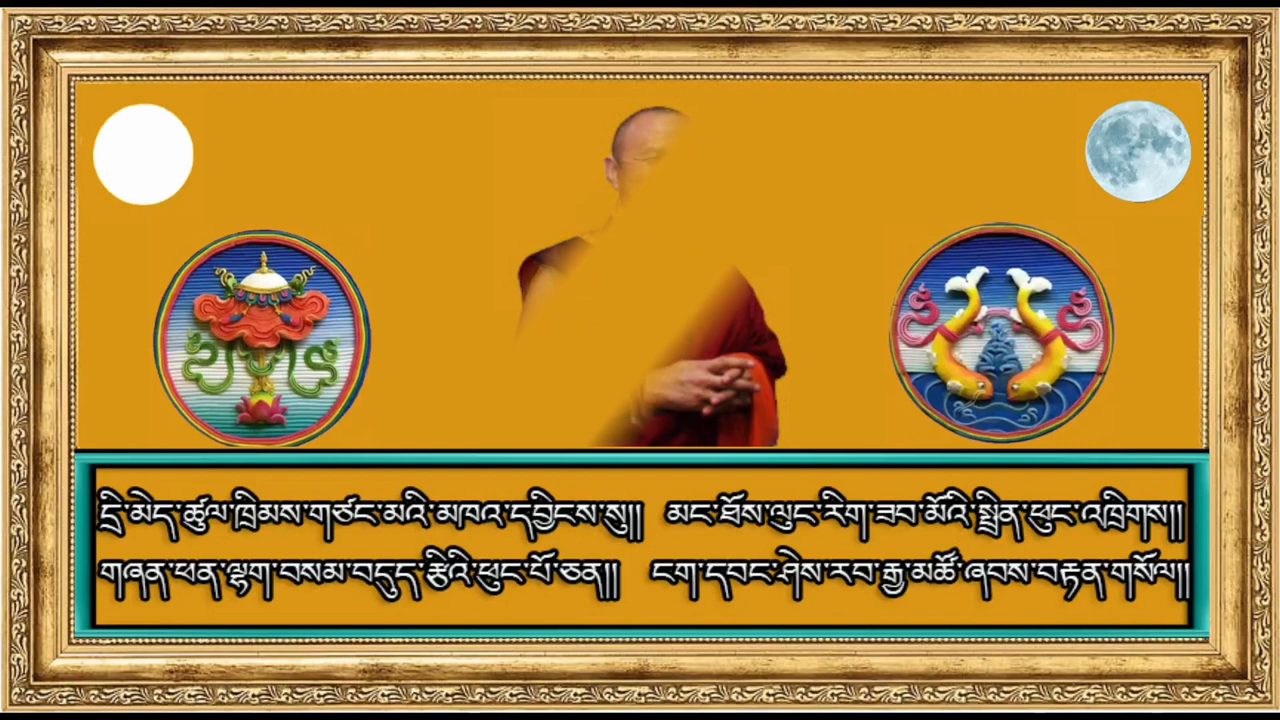 དྲི་མེད་ཚུལ་ཁྲིམས་གཙང་མའི་མཁའ་དབྱིངས་སུ།། མང་ཐོས་ལུང་རིག་ཟབ་མོའི་སྤྲིན་ཕུང་འཁྲིགས།།
གཞན་ཕན་ལྷག་བསམ་བདུད་རྩིའི་ཕུང་པོ་ཅན།། ངག་དབང་ཤེས་རབ་རྒྱ་མཚོ་ཞབས་བརྟན་གསོལ།།